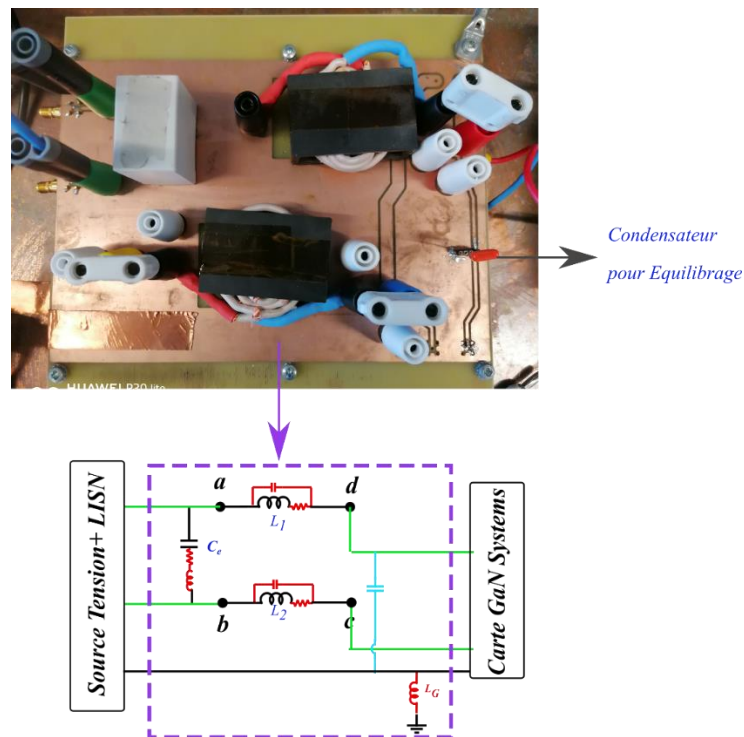 Condensateur
pour Equilibrage
HUAWEI P30 lite
Source Tension+ LISN
a
d
L1
Ce
b
L2
c
LG
Carte GaN Systems